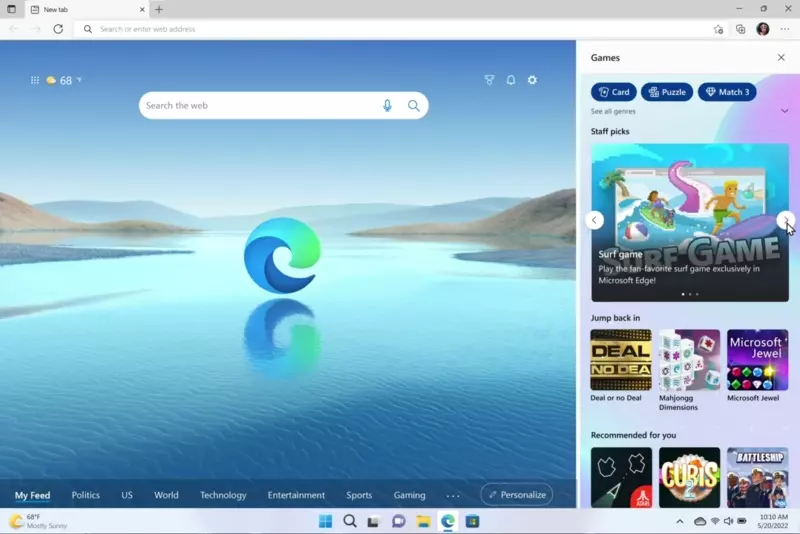 New tab
Search or enter web address
68 °F
Search the web
Games
Card
Puzzle
Match 3
See all genres
Staff picks
SURF GAME
Surf game
Play the fan-favorite surf game exclusively in
Microsoft Edge!
Jump back in
DEAL
NO DEA
Microsoft
Jewel
Deal or no Deal
Mahjongg
Dimensions
Microsoft Jewel
Recommended for you
ATARI
CUBIS
2
BATTLESHIP
My Feed
Politics
US
World
Technology
Entertainment
Sports
Gaming
...
Personalize
68°F
Mostly Sunny
10:10 AM
5/20/2022